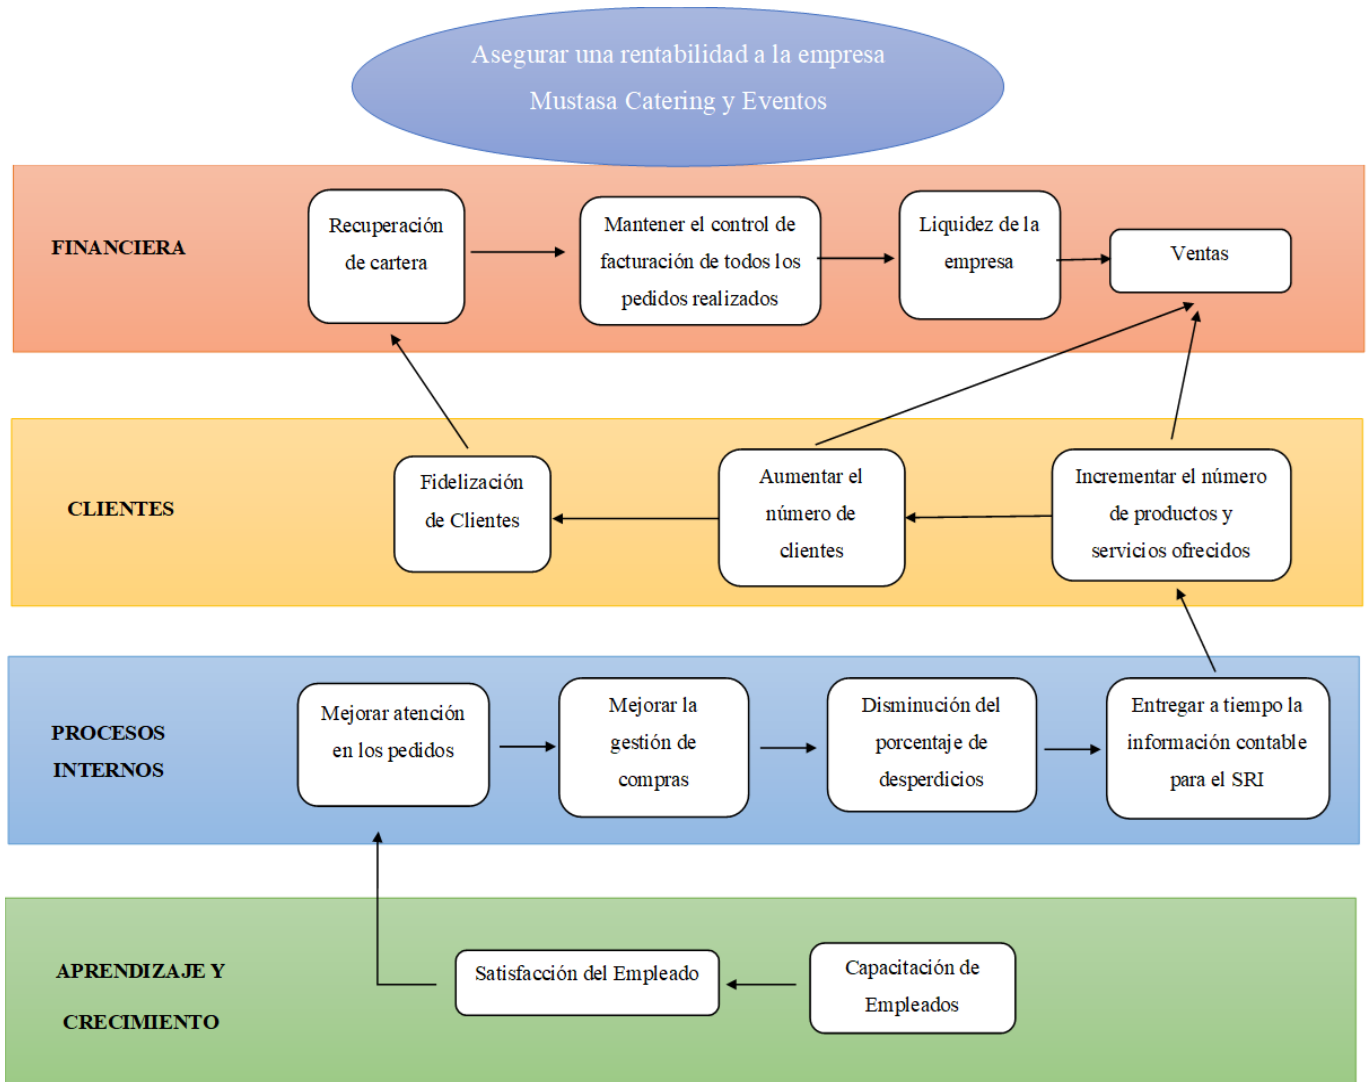 Asegurar una rentabilidad a la empresa
Mustasa Catering y Eventos
FINANCIERA
Recuperación
de cartera
Mantener el control de
facturación de todos los
pedidos realizados
Liquidez de la
empresa
Ventas
CLIENTES
Fidelización
de Clientes
Aumentar el
número de
clientes
Incrementar el número
de productos y
servicios ofrecidos
PROCESOS
INTERNOS
Mejorar atención
en los pedidos
Mejorar la
gestión de
compras
Disminución del
porcentaje de
desperdicios
Entregar a tiempo la
información contable
para el SRI
APRENDIZAJE Y
CRECIMIENTO
Satisfacción del Empleado
Capacitación de
Empleados